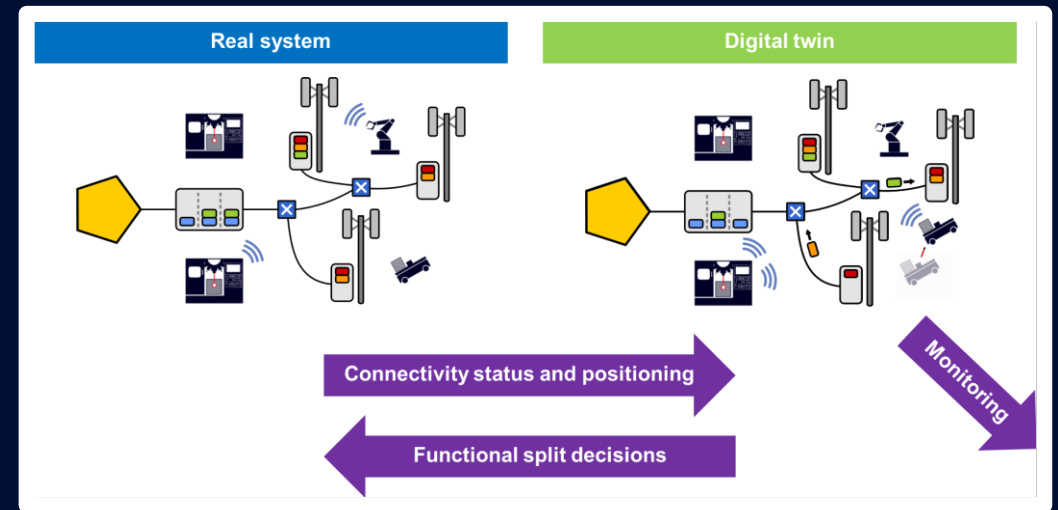 Real system
Digital twin
Connectivity status and positioning
Monitoring
Functional split decisions